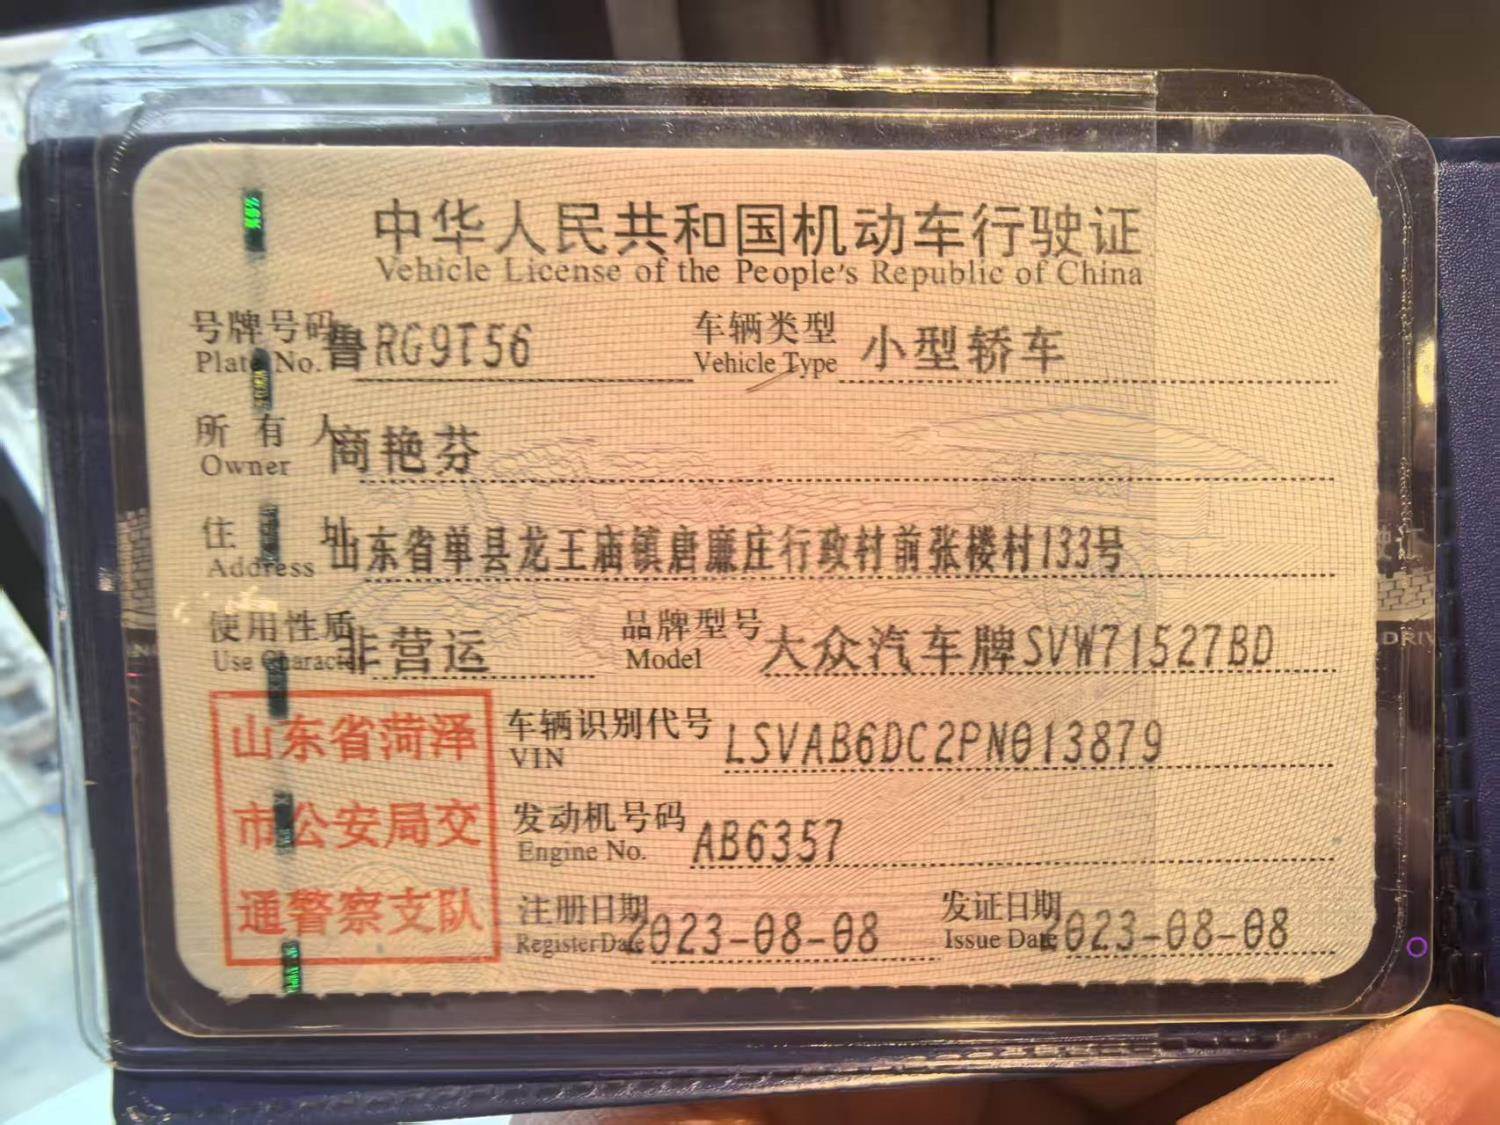 中华人民共和国机动车行驶证
Vehicle License of the People's Republic of China
号牌号码 鲁RG9T56 车辆类型 小型轿车
Plate No. Vehicle Type
所有人 商艳芬
Owner
住址 山东省单县龙王庙镇唐廉庄行政村前张楼村133号
Address
使用性质 非营运 品牌型号 大众汽车牌SVW71527BD
Use Character Model
山东省菏泽
市公安局交
通警察支队
车辆识别代号 LSVAB6DC2PN013879
VIN
发动机号码 AB6357
Engine No.
注册日期 2023-08-08 发证日期 2023-08-08
RegisterDate Issue Date